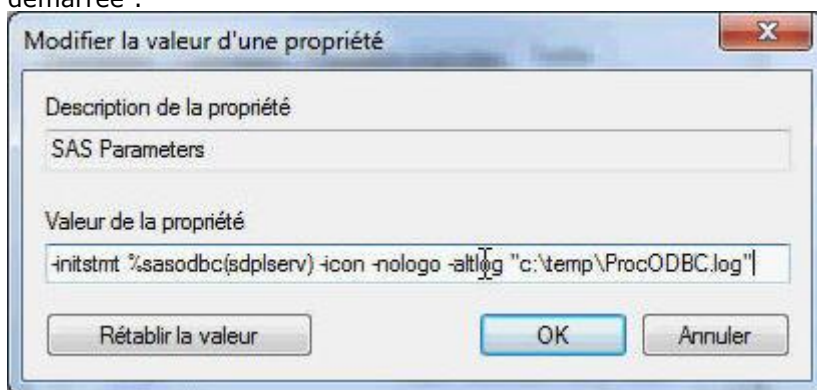 démarrée :
Modifier la valeur d'une propriété
Description de la propriété
SAS Parameters
Valeur de la propriété
-initstmt %sasodbc(sdplserv) -icon -nologo -altlog "c:\temp\ProcODBC.log"
Rétablir la valeur OK Annuler